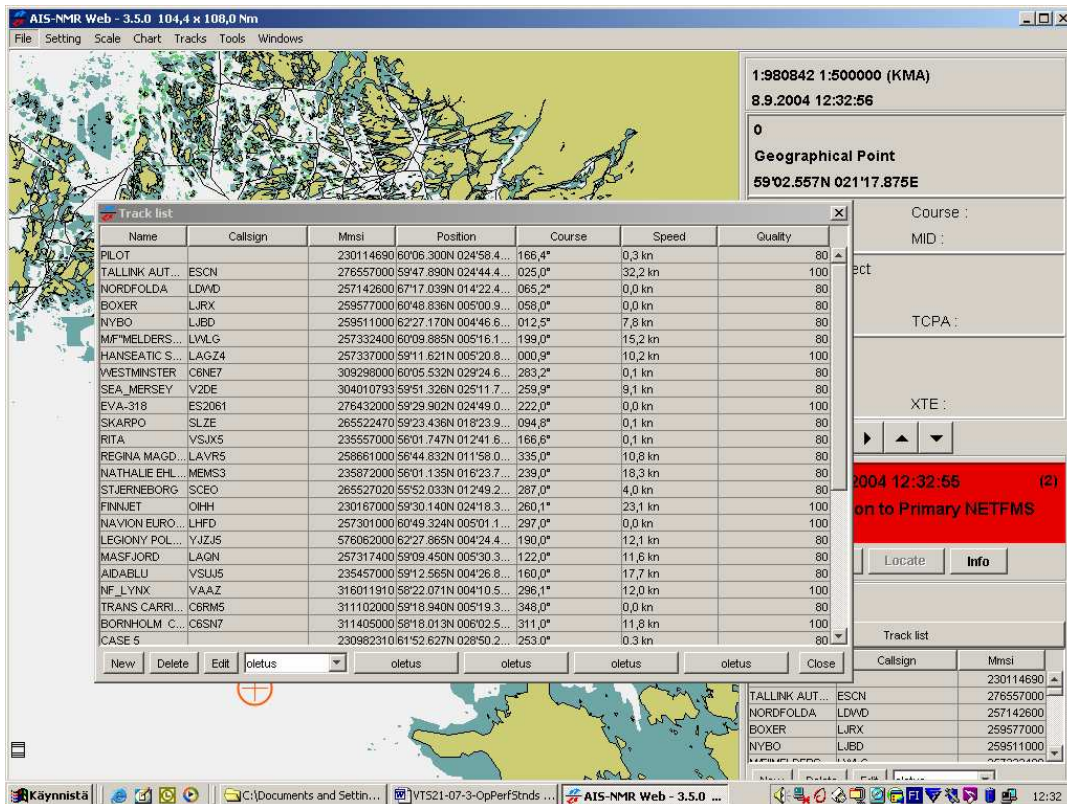 AIS-NMR Web - 3.5.0 104,4 x 108,0 Nm
File Setting Scale Chart Tracks Tools Windows
1:980842 1:500000 (KMA)
8.9.2004 12:32:56
0
Geographical Point
59'02.557N 021'17.875E
Course :
MID :
ect
TCPA :
XTE :
2004 12:32:55 (2)
on to Primary NETFMS
Locate Info
Track list
Name Callsign Mmsi Position Course Speed Quality
PILOT 230114690 60'06.300N 024'58.4... 166,4° 0,3 kn 80
TALLINK AUT... ESCN 276557000 59'47.890N 024'44.4... 025,0° 32,2 kn 100
NORDFOLDA LDWD 257142600 67'17.039N 014'22.4... 065,2° 0,0 kn 80
BOXER LJRX 259577000 60'48.836N 005'00.9... 058,0° 0,0 kn 80
NYBO LJBD 259511000 62'27.170N 004'46.6... 012,5° 7,8 kn 80
M/F"MELDERS... LWLG 257332400 60'09.885N 005'16.1... 199,0° 15,2 kn 80
HANSEATIC S... LAGZ4 257337000 59'11.621N 005'20.8... 000,9° 10,2 kn 100
WESTMINSTER C6NE7 309298000 60'05.532N 029'24.6... 283,2° 0,1 kn 80
SEA_MERSEY V2DE 304010793 59'51.326N 025'11.7... 259,9° 9,1 kn 80
EVA-318 ES2061 276432000 59'29.902N 024'49.0... 222,0° 0,0 kn 100
SKARPO SLZE 265522470 59'23.436N 018'23.9... 094,8° 0,1 kn 80
RITA VSJX5 235557000 56'01.747N 012'41.6... 166,6° 0,1 kn 80
REGINA MAGD... LAVR5 258661000 56'44.832N 011'58.0... 335,0° 10,8 kn 80
NATHALIE EHL... MEMS3 235872000 56'01.135N 016'23.7... 239,0° 18,3 kn 80
STJERNEBORG SCEO 265527020 55'52.033N 012'49.2... 287,0° 4,0 kn 80
FINNJET OIHH 230167000 59'30.140N 024'18.3... 260,1° 23,1 kn 100
NAVION EURO... LHFD 257301000 60'49.324N 005'01.1... 297,0° 0,0 kn 80
LEGIONY POL... YJZJ5 576062000 62'27.865N 004'24.4... 190,0° 12,1 kn 80
MASFJORD LAQN 257317400 59'09.450N 005'30.3... 122,0° 11,6 kn 80
AIDABLU VSUJ5 235457000 59'12.565N 004'26.8... 160,0° 17,7 kn 80
NF_LYNX VAAZ 316011910 58'22.071N 004'10.5... 296,1° 12,0 kn 100
TRANS CARRI... C6RM5 311102000 59'18.940N 005'19.3... 348,0° 0,0 kn 80
BORNHOLM C... C6SN7 311405000 58'18.013N 006'02.5... 311,0° 11,8 kn 100
CASE 5 230982310 61'52.627N 028'50.2... 253.0° 0.3 kn 80
New Delete Edit oletus oletus oletus oletus oletus Close
Track list
Callsign Mmsi
230114690
TALLINK AUT... ESCN 276557000
NORDFOLDA LDWD 257142600
BOXER LJRX 259577000
NYBO LJBD 259511000
Käynnistä C:\Documents and Settin... VTS21-07-3-OpPerfStnds ... AIS-NMR Web - 3.5.0 ... FI 12:32